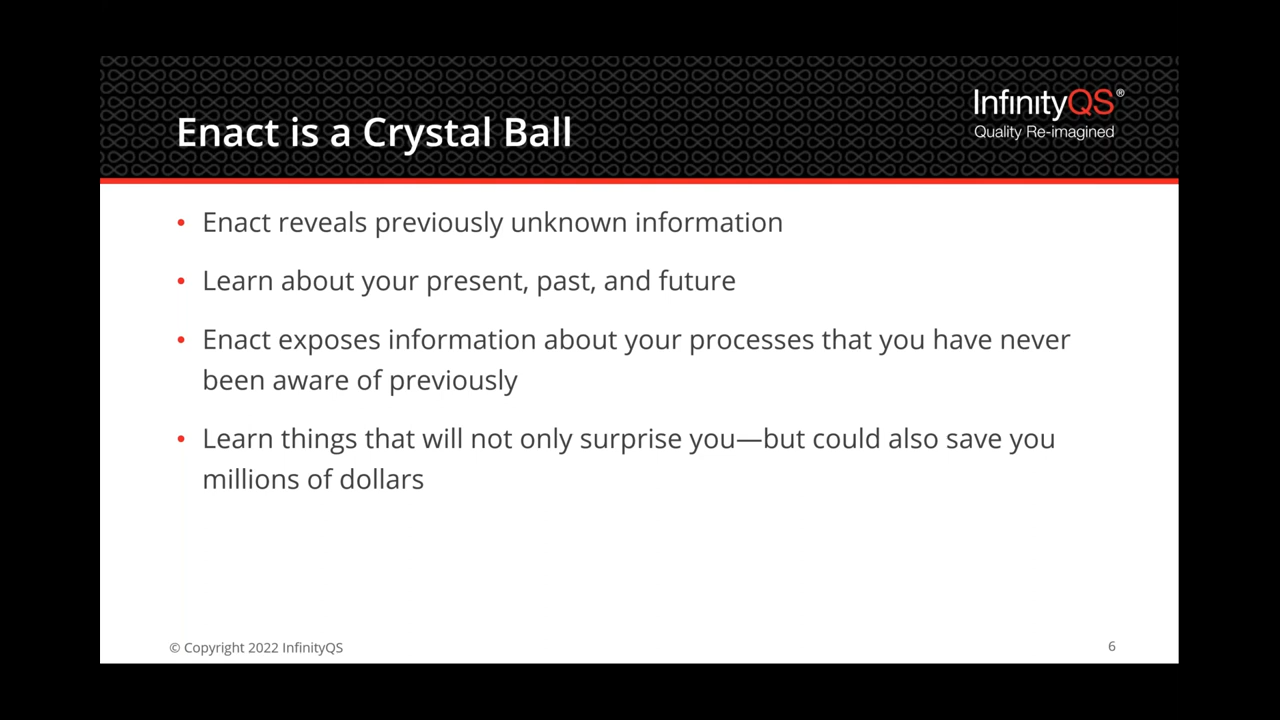 Enact is a Crystal Ball
InfinityQS®
Quality Re-imagined
• Enact reveals previously unknown information
• Learn about your present, past, and future
• Enact exposes information about your processes that you have never
been aware of previously
• Learn things that will not only surprise you—but could also save you
millions of dollars
© Copyright 2022 InfinityQS
6